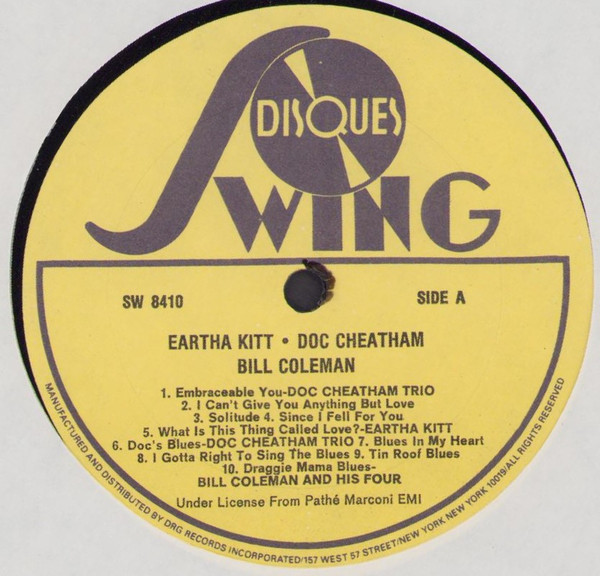 DISQUES
SWING
SW 8410
SIDE A
EARTHA KITT • DOC CHEATHAM
BILL COLEMAN
1. Embraceable You-DOC CHEATHAM TRIO
2. I Can't Give You Anything But Love
3. Solitude 4. Since I Fell For You
5. What Is This Thing Called Love?-EARTHA KITT
6. Doc's Blues-DOC CHEATHAM TRIO 7. Blues In My Heart
8. I Gotta Right To Sing The Blues 9. Tin Roof Blues
10. Draggie Mama Blues-
BILL COLEMAN AND HIS FOUR
Under License From Pathé Marconi EMI
MANUFACTURED AND DISTRIBUTED BY DRG RECORDS INCORPORATED/157 WEST 57 STREET/NEW YORK NEW YORK 10019/ALL RIGHTS RESERVED